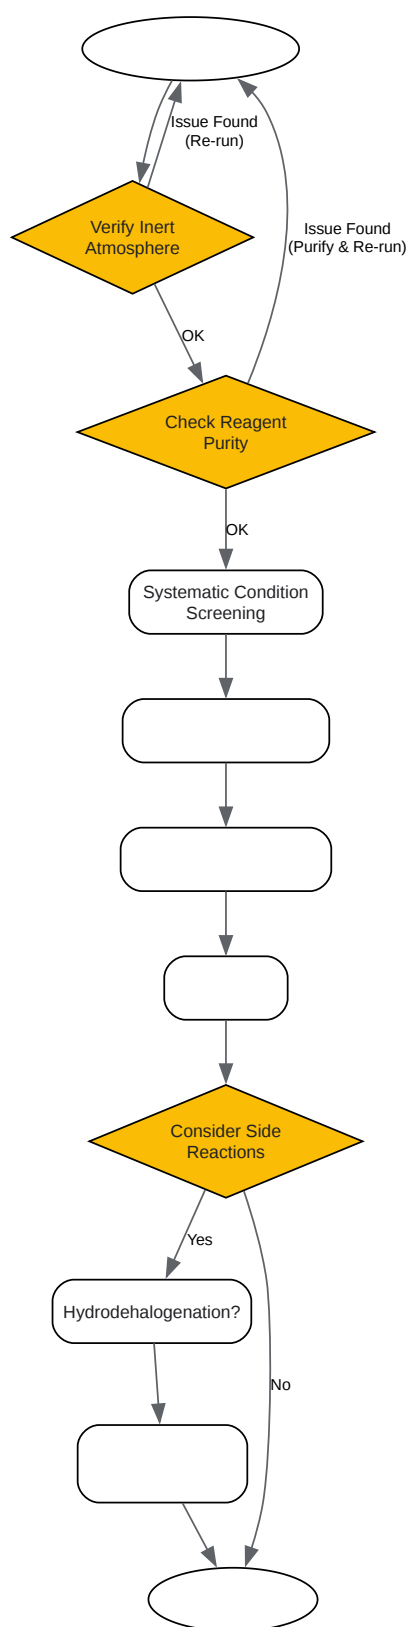 Issue Found
(Re-run)
Verify Inert
Atmosphere
Issue Found
(Purify & Re-run)
OK
Check Reagent
Purity
OK
Systematic Condition
Screening
Consider Side
Reactions
Yes
Hydrodehalogenation?
No